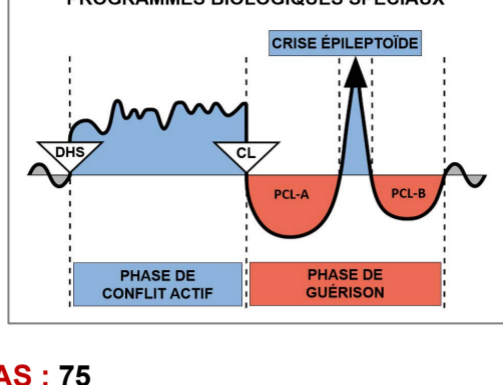 PROGRAMMES BIOLOGIQUES SPÉCIAUX
CRISE ÉPILEPTOÏDE
DHS
CL
PCL-A
PCL-B
PHASE DE
CONFLIT ACTIF
PHASE DE
GUÉRISON
AS : 75